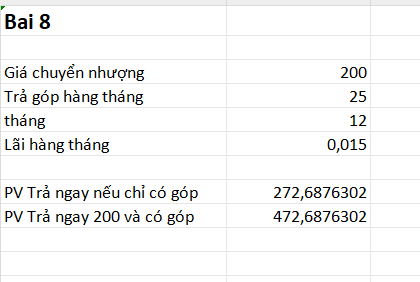 Bai 8
Giá chuyển nhượng 200
Trả góp hàng tháng 25
tháng 12
Lãi hàng tháng 0,015
PV Trả ngay nếu chỉ có góp 272,6876302
PV Trả ngay 200 và có góp 472,6876302